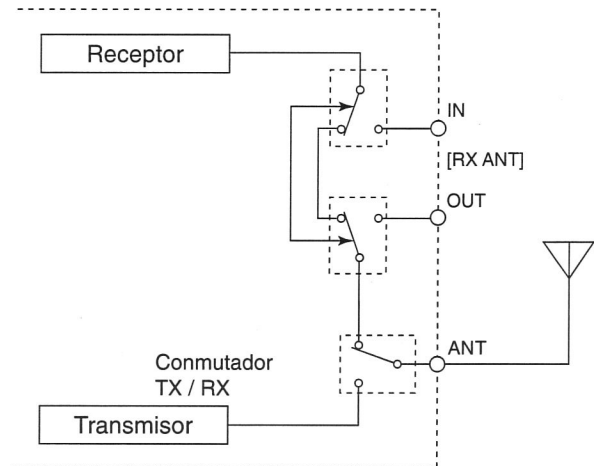 Receptor
IN
[RX ANT]
OUT
ANT
Conmutador
TX / RX
Transmisor